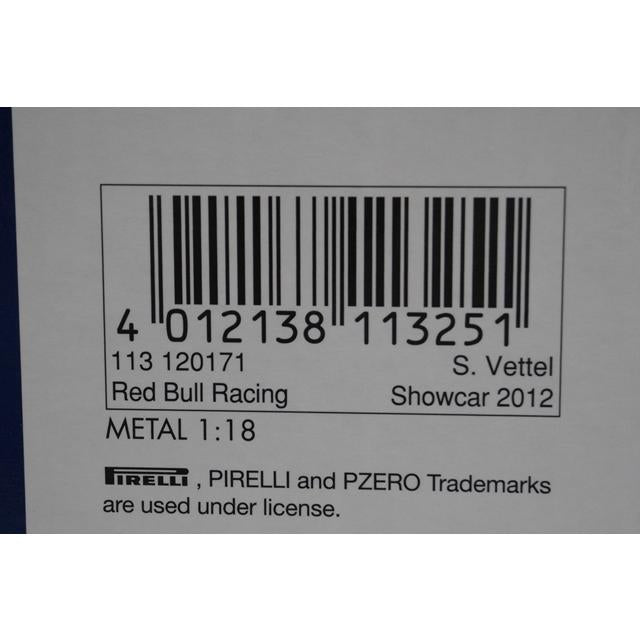 4 012138 113251
113 120171 S. Vettel
Red Bull Racing Showcar 2012
METAL 1:18
PIRELLI , PIRELLI and PZERO Trademarks
are used under license.